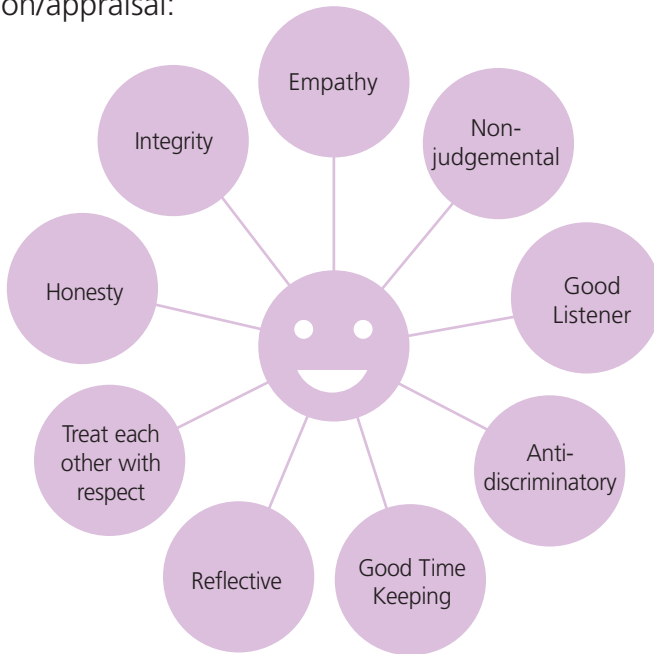 on/appraisal:
Empathy
Non-
judgemental
Good
Listener
Anti-
discriminatory
Good Time
Keeping
Reflective
Treat each
other with
respect
Honesty
Integrity